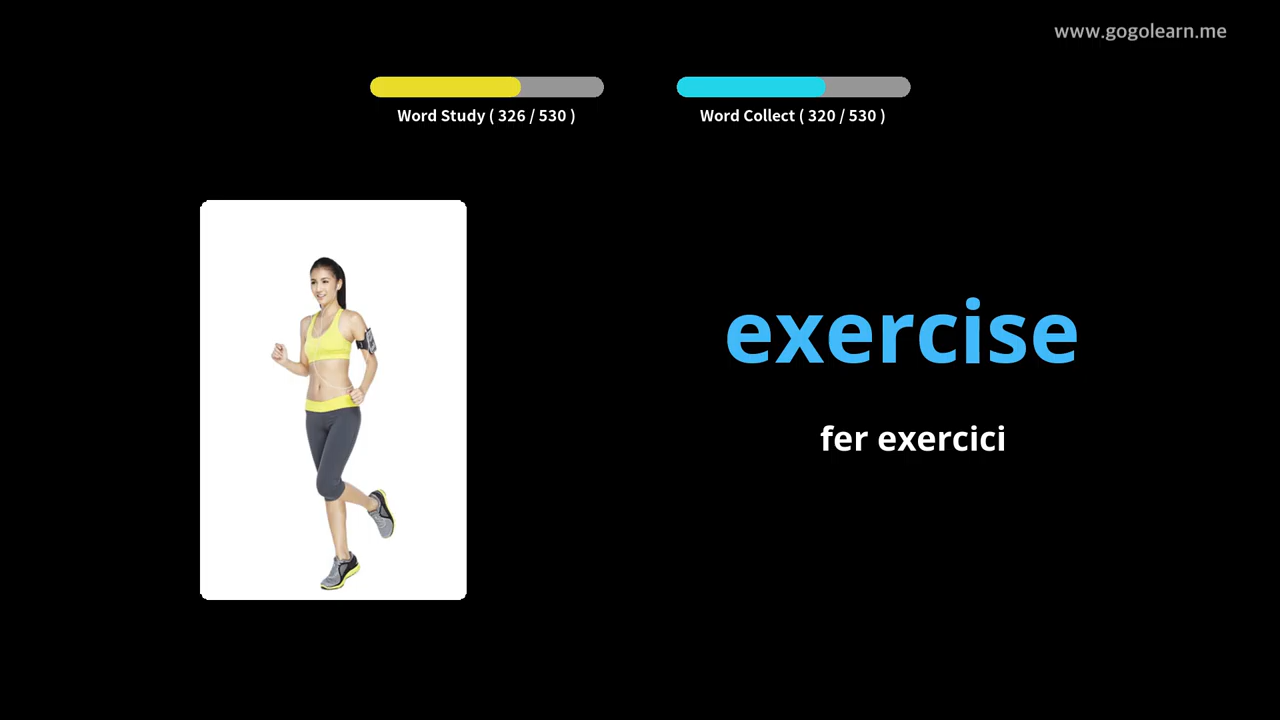 www.gogolearn.me
Word Study ( 326 / 530 )
Word Collect ( 320 / 530 )
exercise
fer exercici